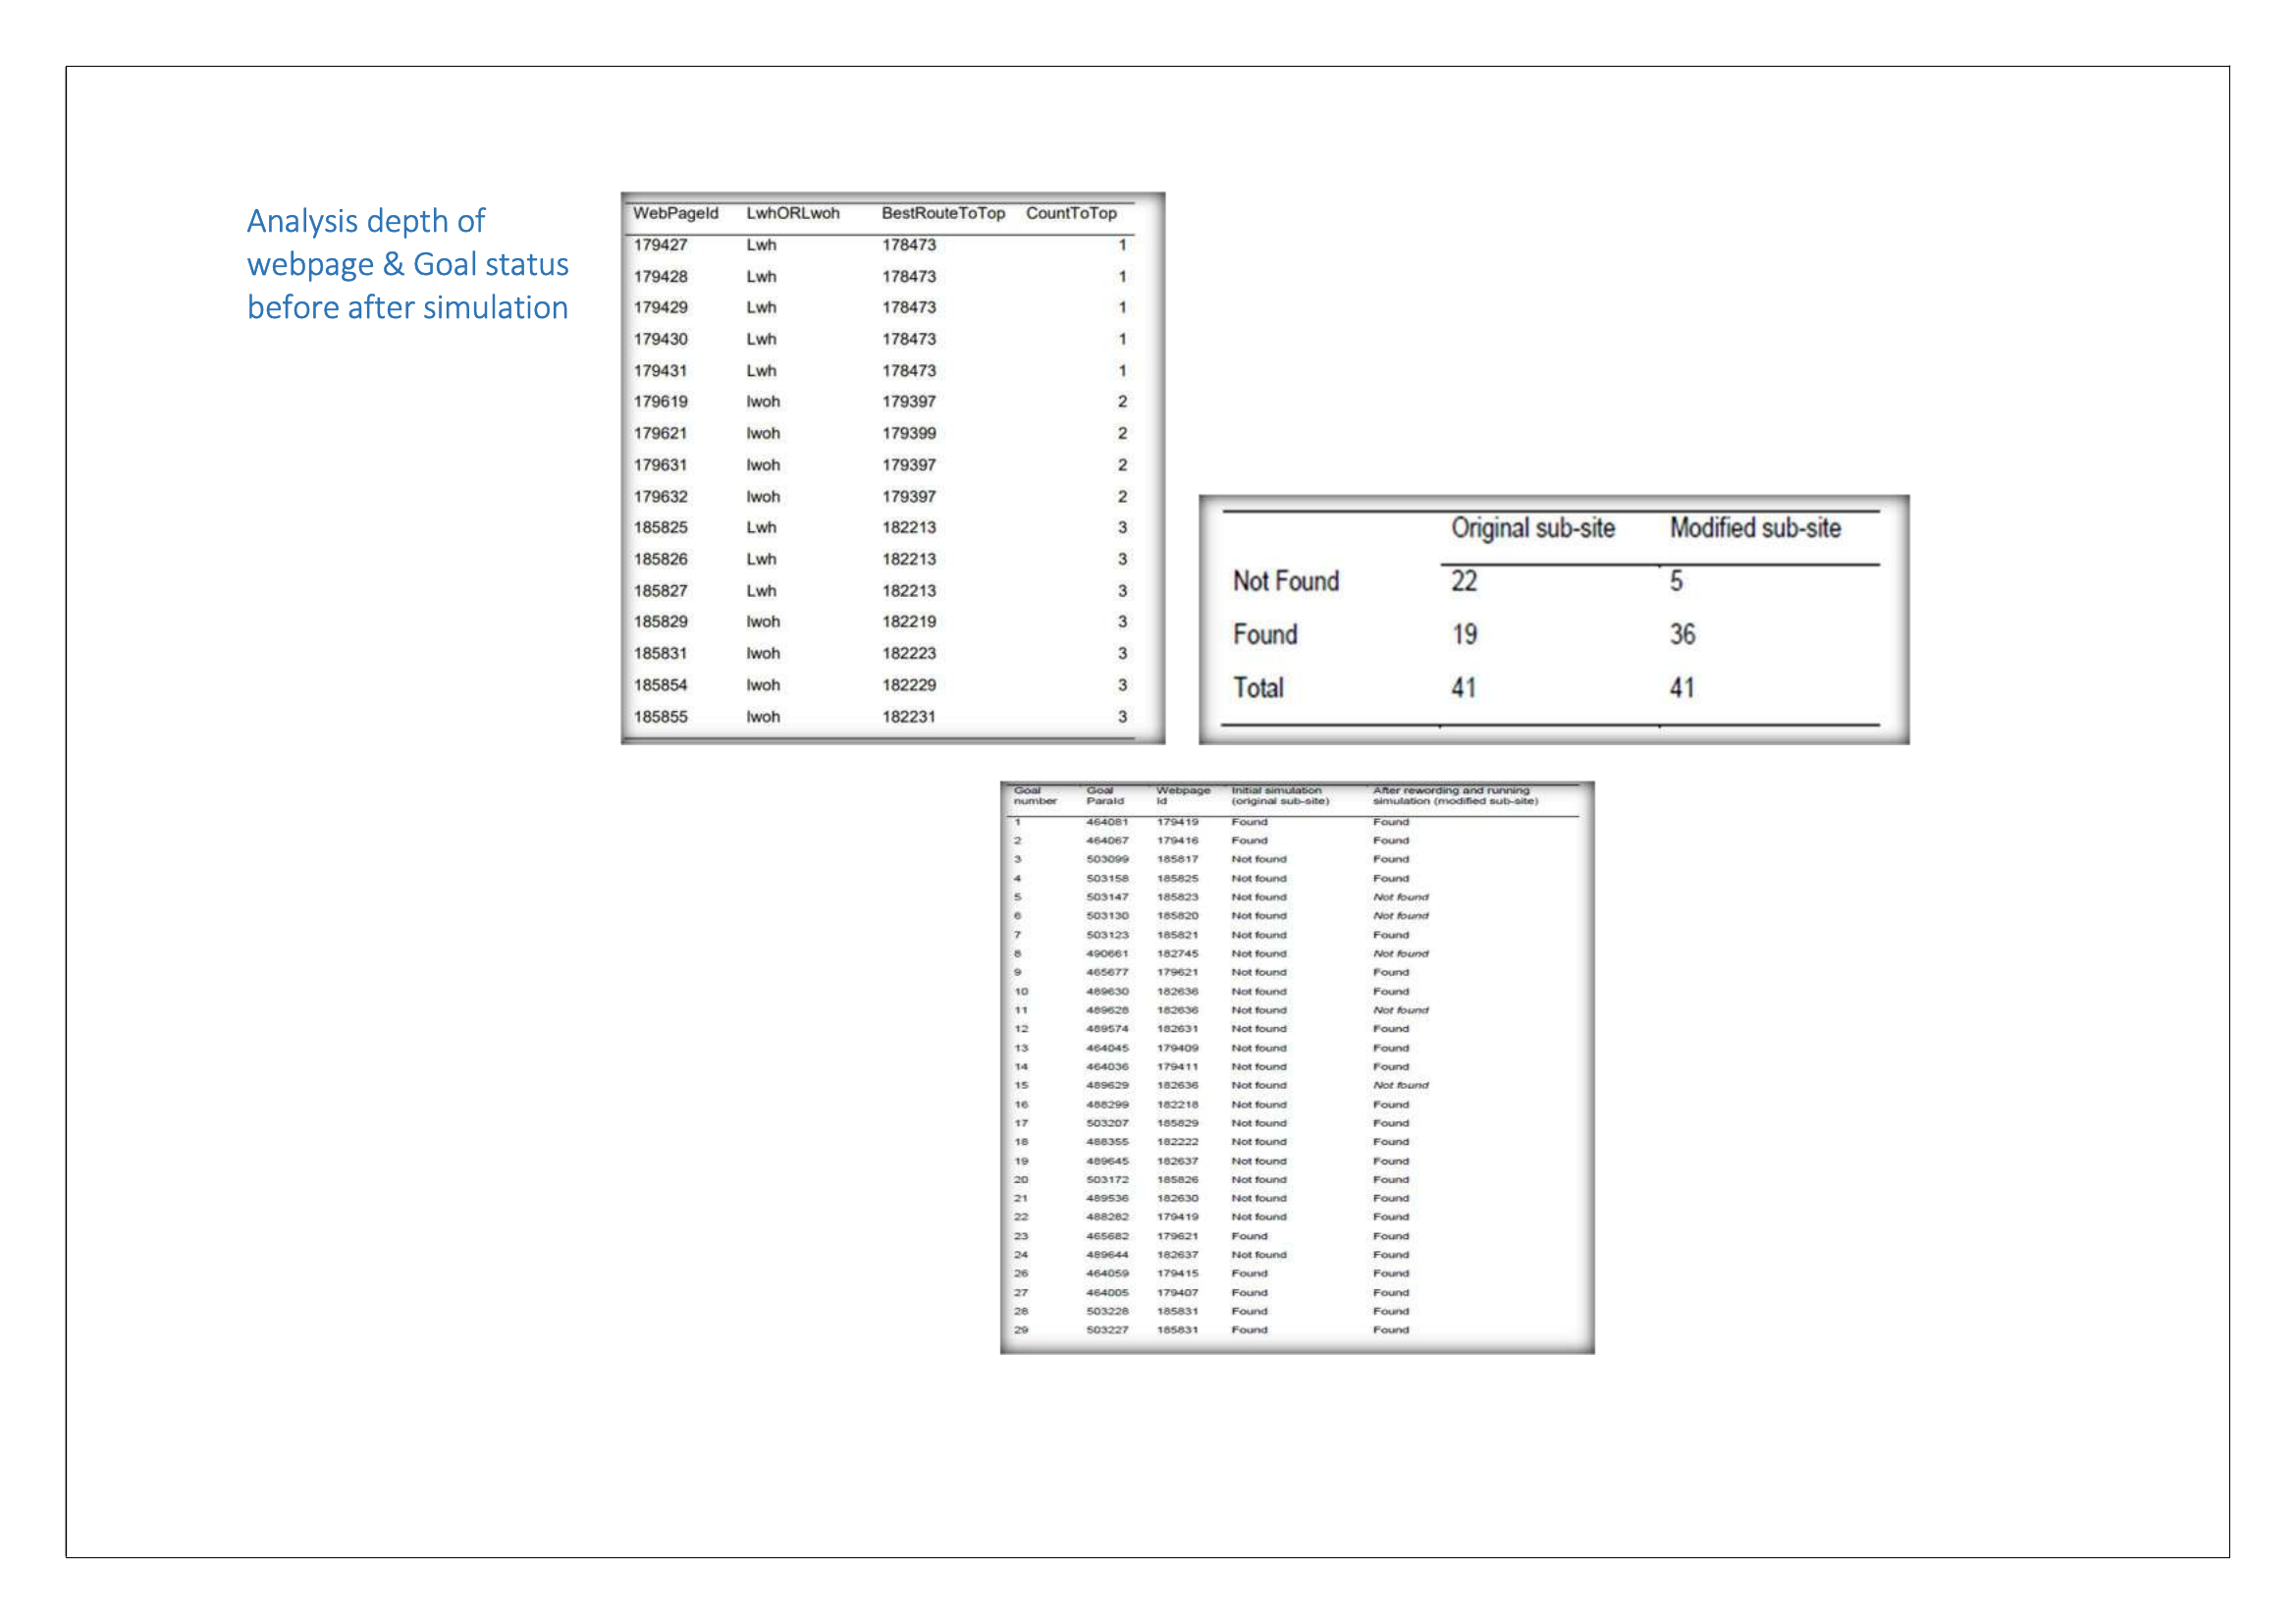 Analysis depth of
webpage & Goal status
before after simulation
WebPageId LwhORLwoh BestRouteToTop CountToTop
179427 Lwh 178473 1
179428 Lwh 178473 1
179429 Lwh 178473 1
179430 Lwh 178473 1
179431 Lwh 178473 1
179619 lwoh 179397 2
179621 lwoh 179399 2
179631 lwoh 179397 2
179632 lwoh 179397 2
185825 Lwh 182213 3
185826 Lwh 182213 3
185827 Lwh 182213 3
185829 lwoh 182219 3
185831 lwoh 182223 3
185854 lwoh 182229 3
185855 lwoh 182231 3
Original sub-site Modified sub-site
Not Found 22 5
Found 19 36
Total 41 41
Goal Goal Webpage Initial simulation After rewording and running
number ParaId Id (original sub-site) simulation (modified sub-site)
1 464081 179419 Found Found
2 464067 179416 Found Found
3 503099 185817 Not found Found
4 503158 185825 Not found Found
5 503147 185823 Not found Not found
6 503130 185820 Not found Not found
7 503123 185821 Not found Found
8 490661 182745 Not found Not found
9 465677 179621 Not found Found
10 489630 182636 Not found Found
11 489628 182636 Not found Not found
12 489574 182631 Not found Found
13 464045 179409 Not found Found
14 464036 179411 Not found Found
15 489629 182636 Not found Not found
16 488299 182218 Not found Found
17 503207 185829 Not found Found
18 488355 182222 Not found Found
19 489645 182637 Not found Found
20 503172 185826 Not found Found
21 489536 182630 Not found Found
22 488282 179419 Not found Found
23 465682 179621 Found Found
24 489644 182637 Not found Found
26 464059 179415 Found Found
27 464005 179407 Found Found
28 503228 185831 Found Found
29 503227 185831 Found Found